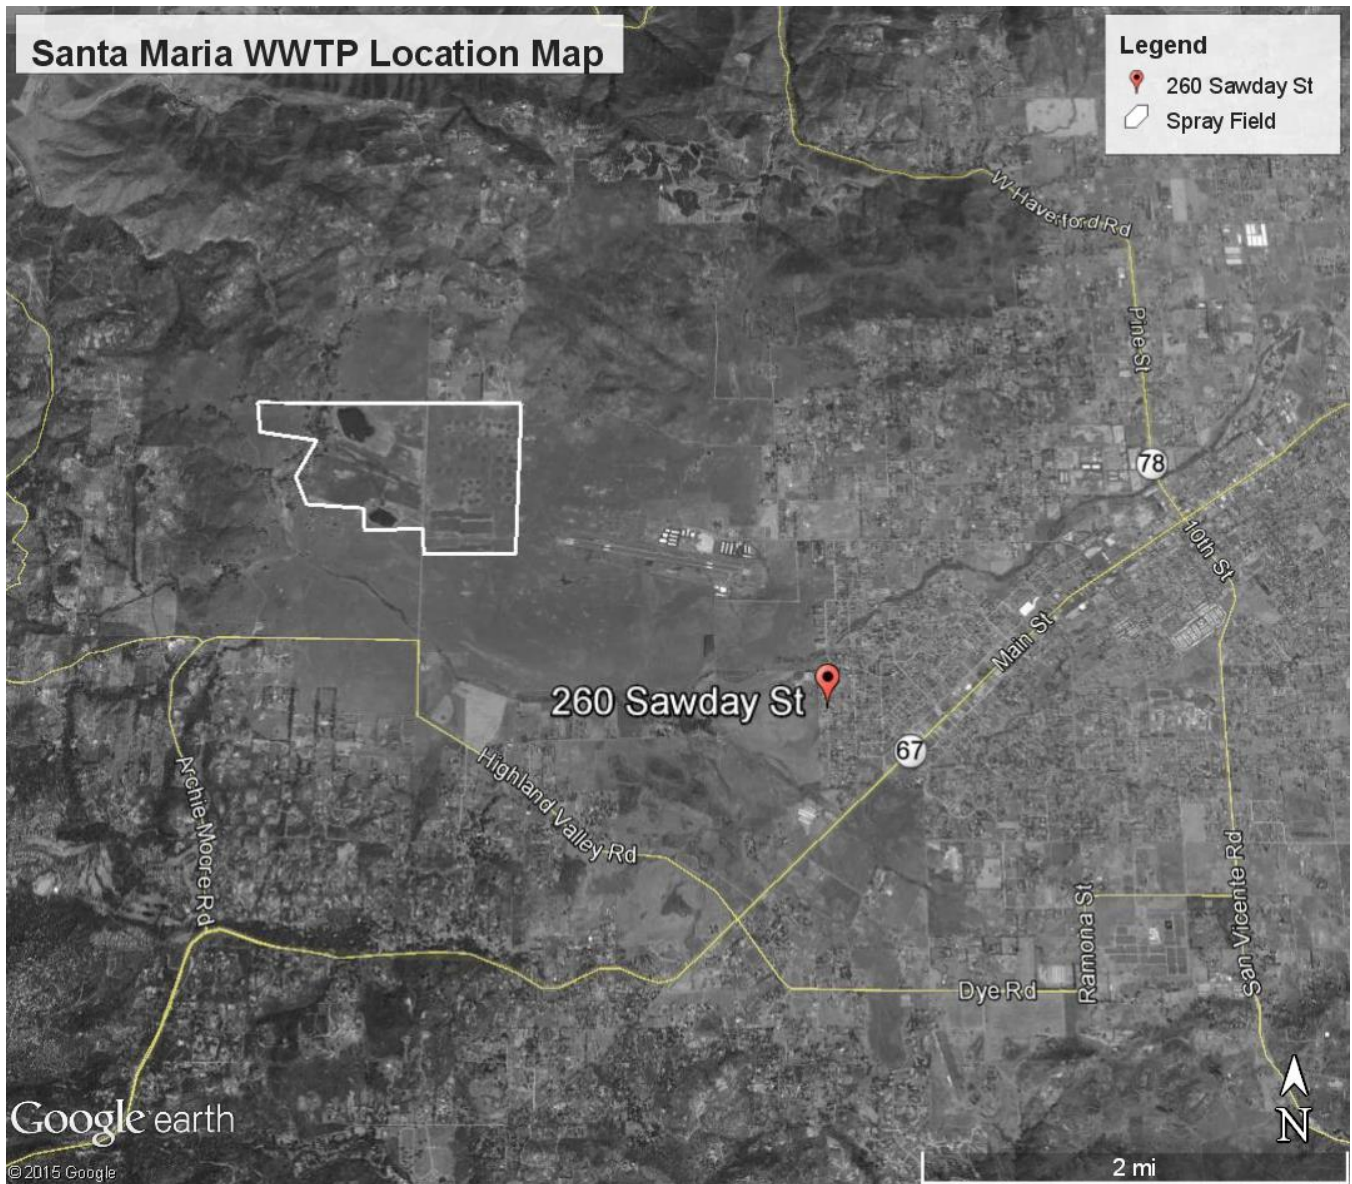 Santa Maria WWTP Location Map
Legend
260 Sawday St
Spray Field
W Haverford Rd
Pine St
78
10th St
Main St
260 Sawday St
67
Highland Valley Rd
Archie Moore Rd
San Vicente Rd
Ramona St
Dye Rd
Google earth
N
©2015 Google
2 mi